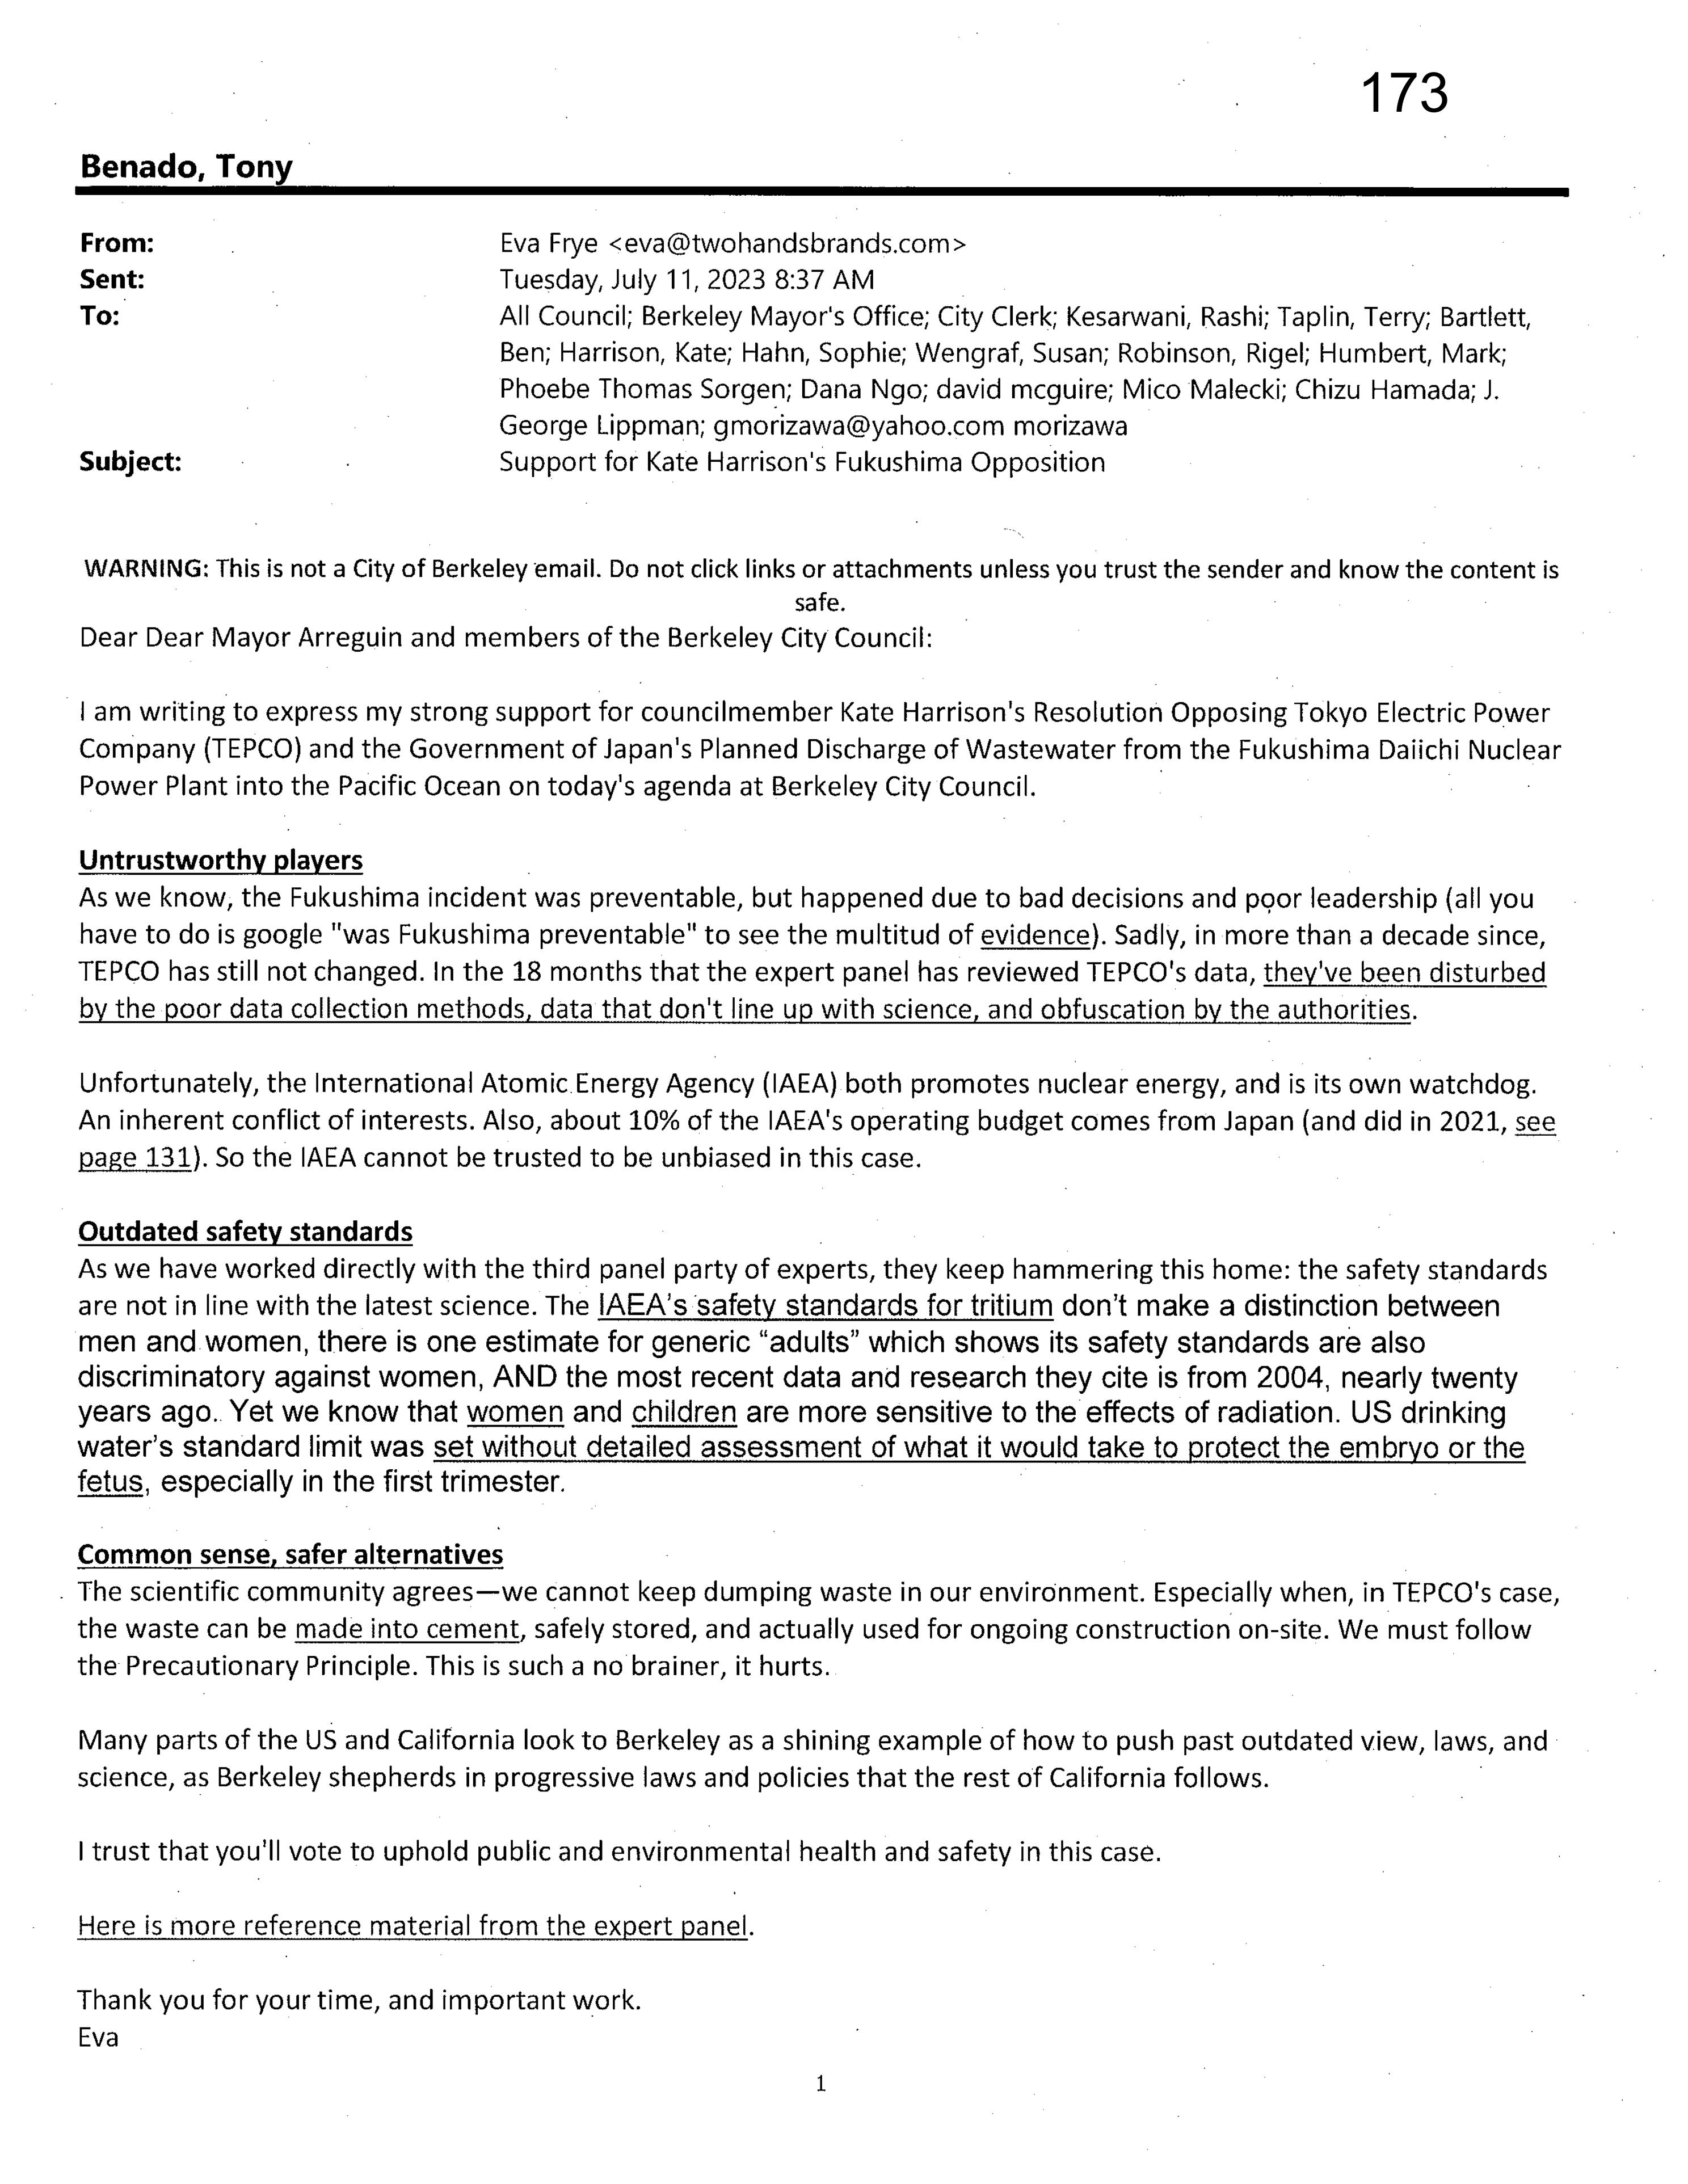 173
Benado, Tony
From: Eva Frye <eva@twohandsbrands.com>
Sent: Tuesday, July 11, 2023 8:37 AM
To: All Council; Berkeley Mayor's Office; City Clerk; Kesarwani, Rashi; Taplin, Terry; Bartlett,
Ben; Harrison, Kate; Hahn, Sophie; Wengraf, Susan; Robinson, Rigel; Humbert, Mark;
Phoebe Thomas Sorgen; Dana Ngo; david mcguire; Mico Malecki; Chizu Hamada; J.
George Lippman; gmorizawa@yahoo.com morizawa
Subject: Support for Kate Harrison's Fukushima Opposition
WARNING: This is not a City of Berkeley email. Do not click links or attachments unless you trust the sender and know the content is
safe.
Dear Dear Mayor Arreguin and members of the Berkeley City Council:
I am writing to express my strong support for councilmember Kate Harrison's Resolution Opposing Tokyo Electric Power
Company (TEPCO) and the Government of Japan's Planned Discharge of Wastewater from the Fukushima Daiichi Nuclear
Power Plant into the Pacific Ocean on today's agenda at Berkeley City Council.
Untrustworthy players
As we know, the Fukushima incident was preventable, but happened due to bad decisions and poor leadership (all you
have to do is google "was Fukushima preventable" to see the multitud of evidence). Sadly, in more than a decade since,
TEPCO has still not changed. In the 18 months that the expert panel has reviewed TEPCO's data, they've been disturbed
by the poor data collection methods, data that don't line up with science, and obfuscation by the authorities.
Unfortunately, the International Atomic Energy Agency (IAEA) both promotes nuclear energy, and is its own watchdog.
An inherent conflict of interests. Also, about 10% of the IAEA's operating budget comes from Japan (and did in 2021, see
page 131). So the IAEA cannot be trusted to be unbiased in this case.
Outdated safety standards
As we have worked directly with the third panel party of experts, they keep hammering this home: the safety standards
are not in line with the latest science. The IAEA's safety standards for tritium don't make a distinction between
men and women, there is one estimate for generic “adults” which shows its safety standards are also
discriminatory against women, AND the most recent data and research they cite is from 2004, nearly twenty
years ago. Yet we know that women and children are more sensitive to the effects of radiation. US drinking
water's standard limit was set without detailed assessment of what it would take to protect the embryo or the
fetus, especially in the first trimester.
Common sense, safer alternatives
The scientific community agrees—we cannot keep dumping waste in our environment. Especially when, in TEPCO's case,
the waste can be made into cement, safely stored, and actually used for ongoing construction on-site. We must follow
the Precautionary Principle. This is such a no brainer, it hurts.
Many parts of the US and California look to Berkeley as a shining example of how to push past outdated view, laws, and
science, as Berkeley shepherds in progressive laws and policies that the rest of California follows.
I trust that you'll vote to uphold public and environmental health and safety in this case.
Here is more reference material from the expert panel.
Thank you for your time, and important work.
Eva
1